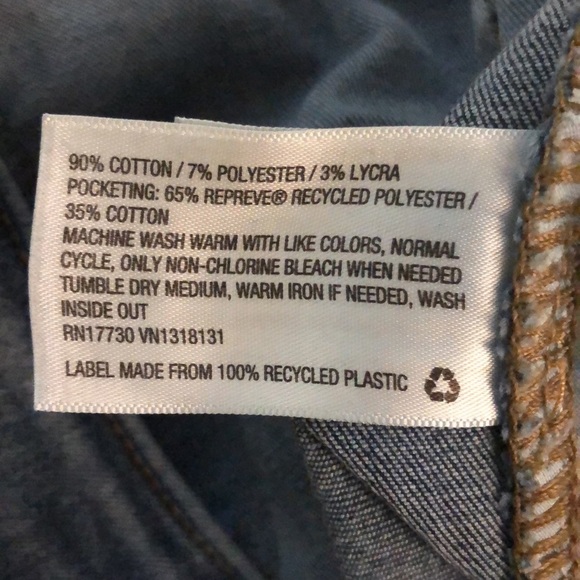 90% COTTON / 7% POLYESTER / 3% LYCRA
POCKETING: 65% REPREVE® RECYCLED POLYESTER /
35% COTTON
MACHINE WASH WARM WITH LIKE COLORS, NORMAL
CYCLE, ONLY NON-CHLORINE BLEACH WHEN NEEDED
TUMBLE DRY MEDIUM, WARM IRON IF NEEDED, WASH
INSIDE OUT
RN17730 VN1318131
LABEL MADE FROM 100% RECYCLED PLASTIC